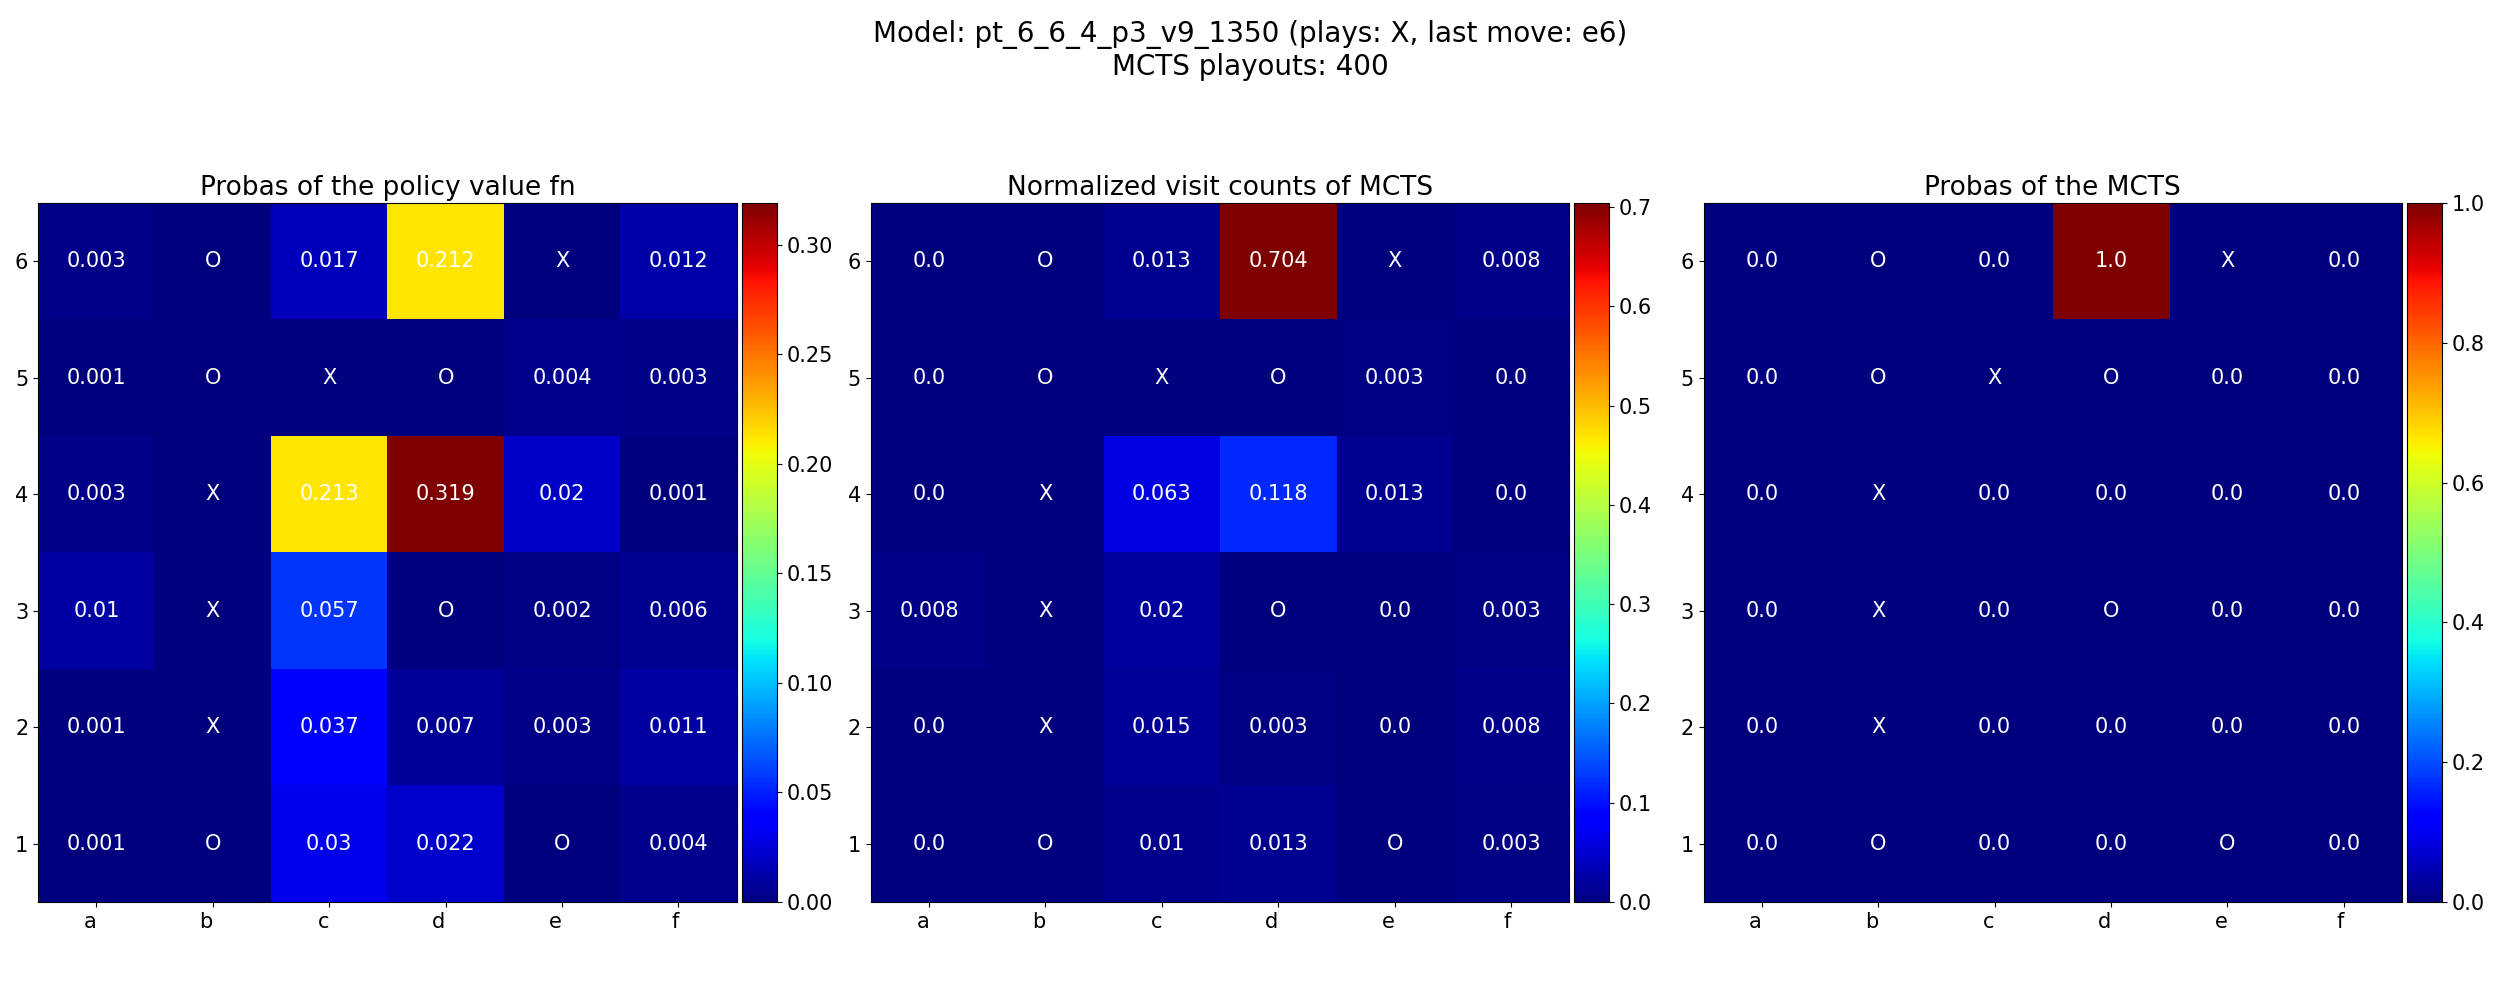 Model: pt_6_6_4_p3_v9_1350 (plays: X, last move: e6)
MCTS playouts: 400
Probas of the policy value fn
6 0.003 O 0.017 0.212 X 0.012
5 0.001 O X O 0.004 0.003
4 0.003 X 0.213 0.319 0.02 0.001
3 0.01 X 0.057 O 0.002 0.006
2 0.001 X 0.037 0.007 0.003 0.011
1 0.001 O 0.03 0.022 O 0.004
a b c d e f
0.30
0.25
0.20
0.15
0.10
0.05
0.00
Normalized visit counts of MCTS
6 0.0 O 0.013 0.704 X 0.008
5 0.0 O X O 0.003 0.0
4 0.0 X 0.063 0.118 0.013 0.0
3 0.008 X 0.02 O 0.0 0.003
2 0.0 X 0.015 0.003 0.0 0.008
1 0.0 O 0.01 0.013 O 0.003
a b c d e f
0.7
0.6
0.5
0.4
0.3
0.2
0.1
0.0
Probas of the MCTS
6 0.0 O 0.0 1.0 X 0.0
5 0.0 O X O 0.0 0.0
4 0.0 X 0.0 0.0 0.0 0.0
3 0.0 X 0.0 O 0.0 0.0
2 0.0 X 0.0 0.0 0.0 0.0
1 0.0 O 0.0 0.0 O 0.0
a b c d e f
1.0
0.8
0.6
0.4
0.2
0.0